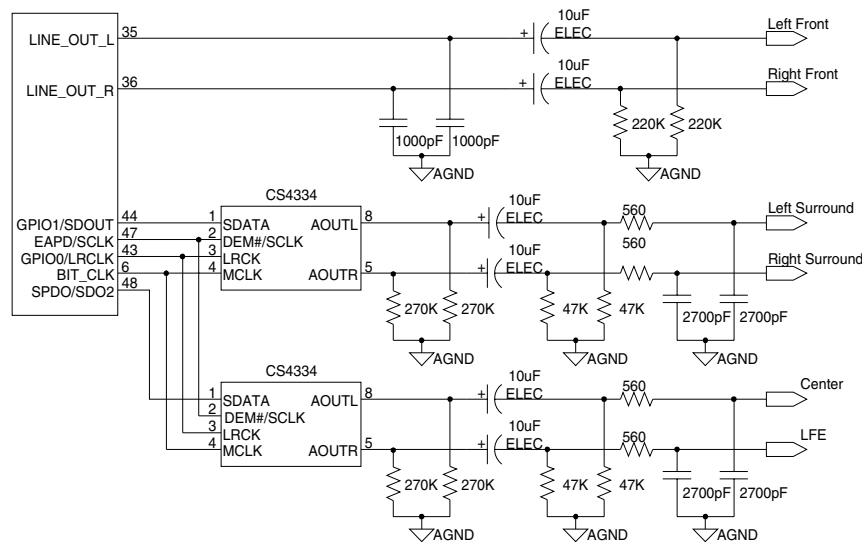 35
10uF
Left Front
LINE_OUT_L
+
ELEC
10uF
36
Right Front
LINE_OUT_R
+
ELEC
220K
220K
1000pF
1000pF
AGND
AGND
CS4334
10uF
GPIO1/SDOUT
44
1
SDATA
AOUTL
8
+
ELEC
560
Left Surround
EAPD/SCLK
47
2
DEM#/SCLK
GPIO0/LRCLK
43
3
LRCK
10uF
560
BIT_CLK
6
4
MCLK
AOUTR
5
+
ELEC
Right Surround
SPDO/SDO2
48
270K
270K
47K
47K
2700pF
2700pF
AGND
AGND
AGND
CS4334
10uF
1
SDATA
AOUTL
8
+
ELEC
560
Center
2
DEM#/SCLK
3
LRCK
10uF
4
MCLK
AOUTR
5
+
ELEC
560
LFE
270K
270K
47K
47K
2700pF
2700pF
AGND
AGND
AGND